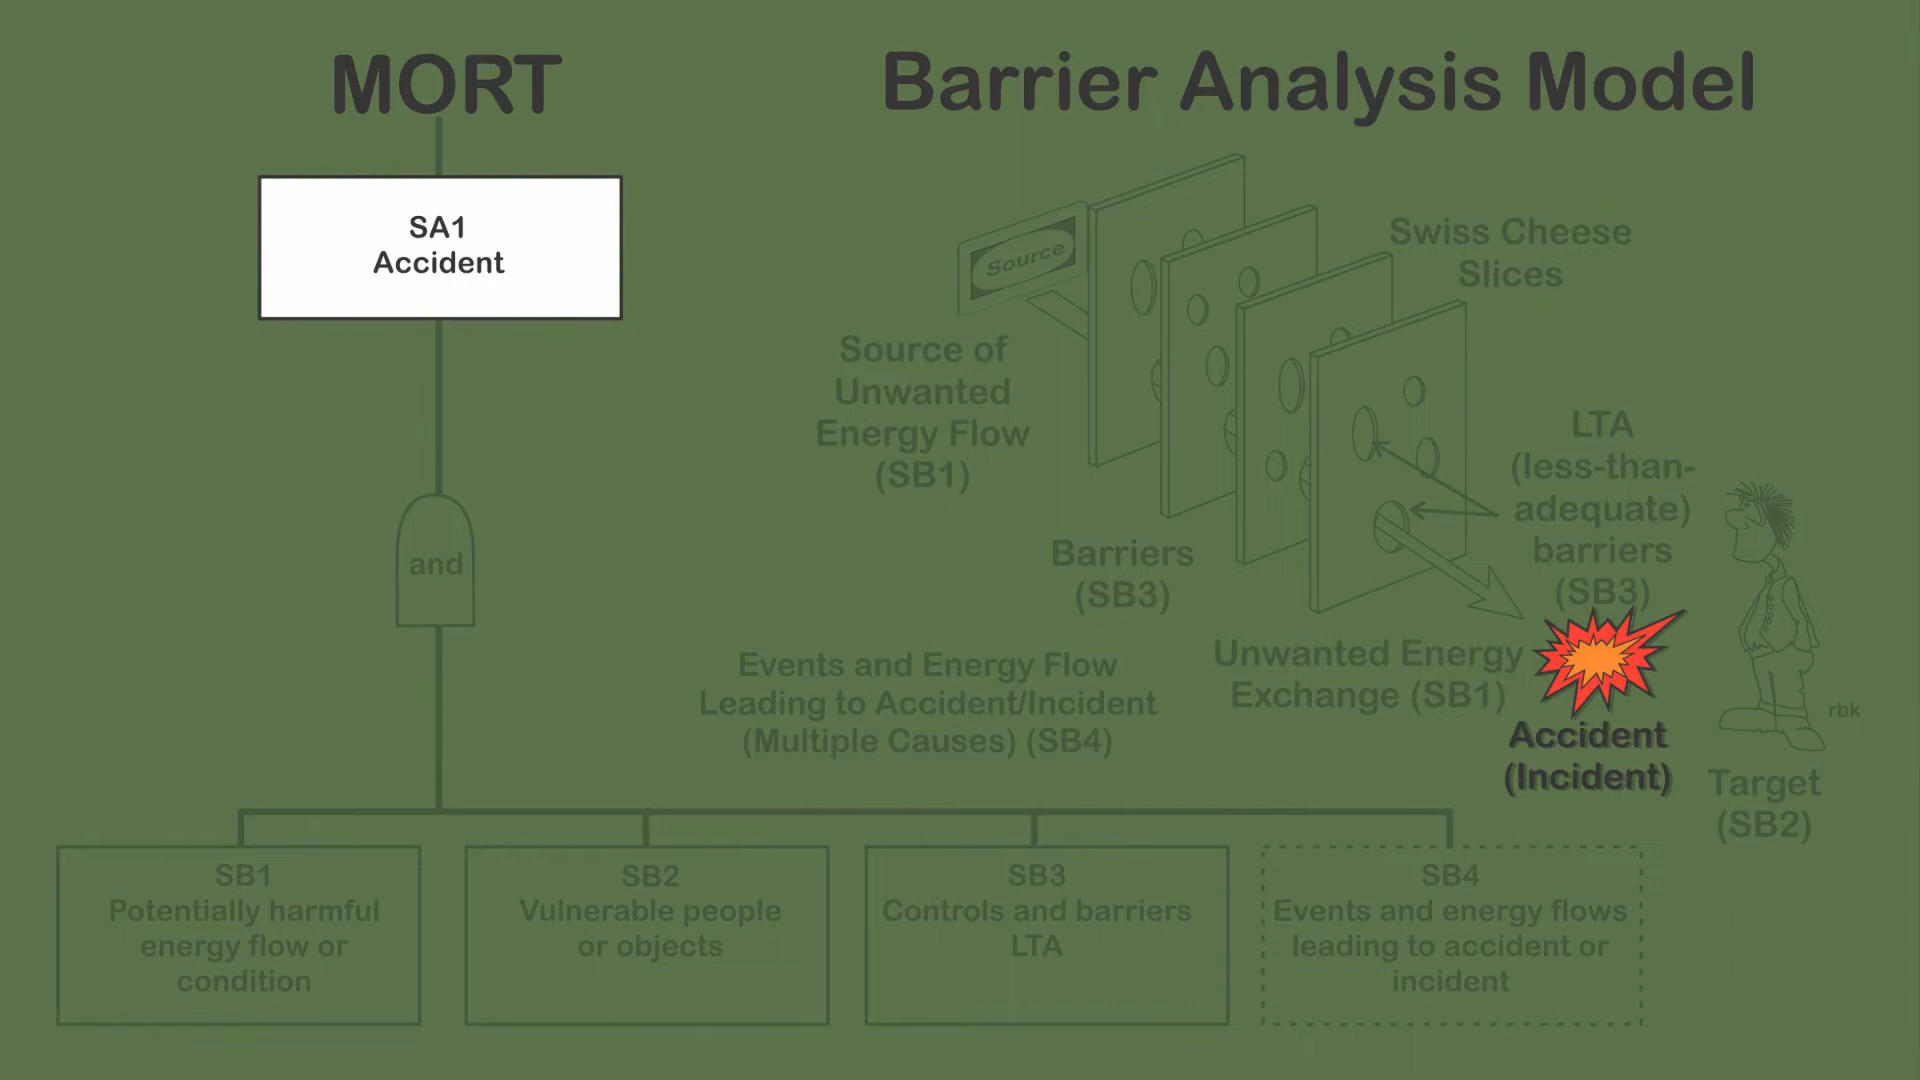 MORT
Barrier Analysis Model
SA1
Accident
and
Source
Swiss Cheese
Slices
Source of
Unwanted
Energy Flow
(SB1)
LTA
(less-than-
adequate)
barriers
(SB3)
Barriers
(SB3)
Events and Energy Flow
Leading to Accident/Incident
(Multiple Causes) (SB4)
Unwanted Energy
Exchange (SB1)
Accident
(Incident)
rbk
Target
(SB2)
SB1
Potentially harmful
energy flow or
condition
SB2
Vulnerable people
or objects
SB3
Controls and barriers
LTA
SB4
Events and energy flows
leading to accident or
incident